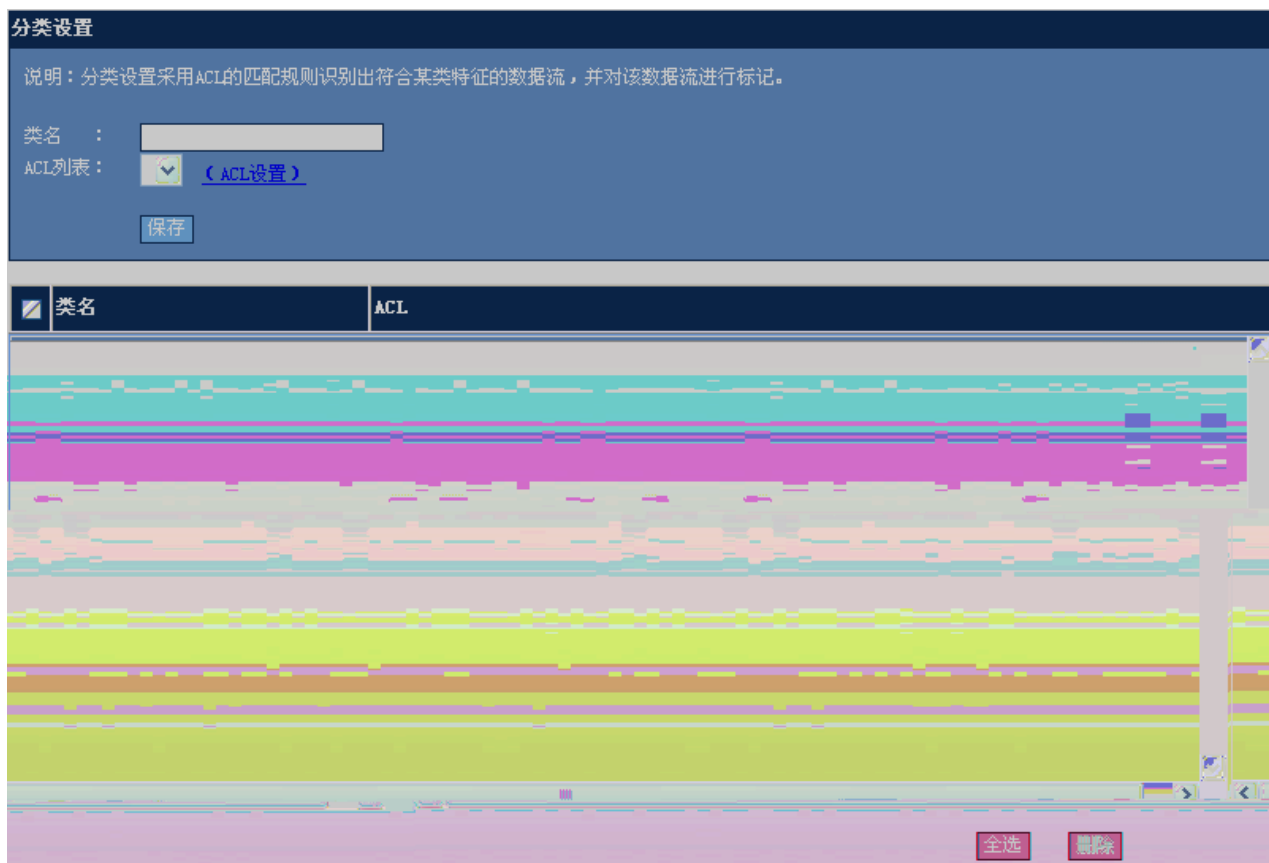 分类设置
说明：分类设置采用ACL的匹配规则识别出符合某类特征的数据流，并对该数据流进行标记。
类名　：
ACL列表：　（ACL设置）
保存
类名　ACL
全选　删除